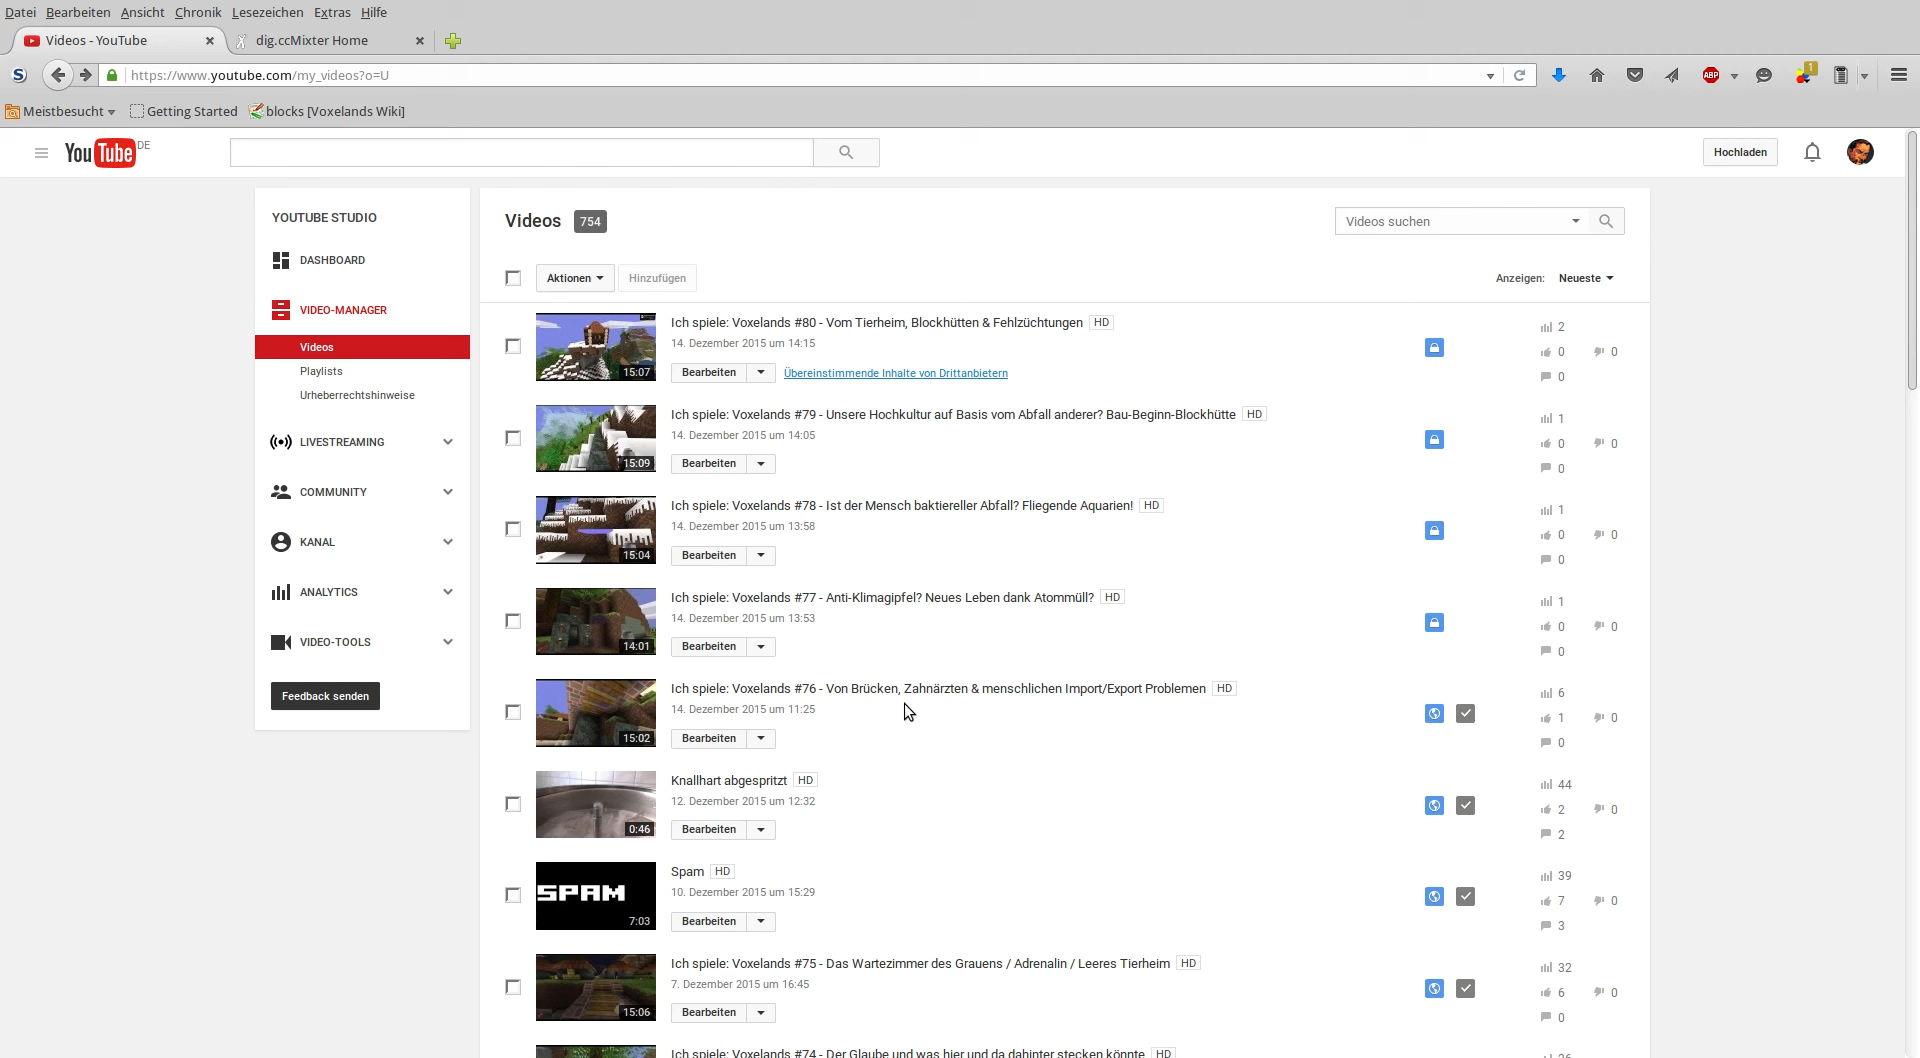 Datei Bearbeiten Ansicht Chronik Lesezeichen Extras Hilfe
Videos - YouTube dig.ccMixter Home
https://www.youtube.com/my_videos?o=U ABP 1
Meistbesucht Getting Started blocks [Voxelands Wiki]
YouTube DE Hochladen
YOUTUBE STUDIO
DASHBOARD
VIDEO-MANAGER
Videos
Playlists
Urheberrechtshinweise
LIVESTREAMING
COMMUNITY
KANAL
ANALYTICS
VIDEO-TOOLS
Feedback senden
Videos 754 Videos suchen
Aktionen Hinzufügen Anzeigen: Neueste
Ich spiele: Voxelands #80 - Vom Tierheim, Blockhütten & Fehlzüchtungen HD
14. Dezember 2015 um 14:15
15:07 Bearbeiten Übereinstimmende Inhalte von Drittanbietern
2
0 0
0
Ich spiele: Voxelands #79 - Unsere Hochkultur auf Basis vom Abfall anderer? Bau-Beginn-Blockhütte HD
14. Dezember 2015 um 14:05
15:09 Bearbeiten
1
0 0
0
Ich spiele: Voxelands #78 - Ist der Mensch baktereller Abfall? Fliegende Aquarien! HD
14. Dezember 2015 um 13:58
15:04 Bearbeiten
1
0 0
0
Ich spiele: Voxelands #77 - Anti-Klimagipfel? Neues Leben dank Atommüll? HD
14. Dezember 2015 um 13:53
14:01 Bearbeiten
1
0 0
0
Ich spiele: Voxelands #76 - Von Brücken, Zahnärzten & menschlichen Import/Export Problemen HD
14. Dezember 2015 um 11:25
15:02 Bearbeiten
6
1 0
0
Knallhart abgespritzt HD
12. Dezember 2015 um 12:32
0:46 Bearbeiten
44
2 0
2
Spam HD
10. Dezember 2015 um 15:29
SPAM
7:03 Bearbeiten
39
7 0
3
Ich spiele: Voxelands #75 - Das Wartezimmer des Grauens / Adrenalin / Leeres Tierheim HD
7. Dezember 2015 um 16:45
15:06 Bearbeiten
32
6 0
0
Ich spiele: Voxelands #74 - Der Glaube und was hier und da dahinter stecken könnte HD